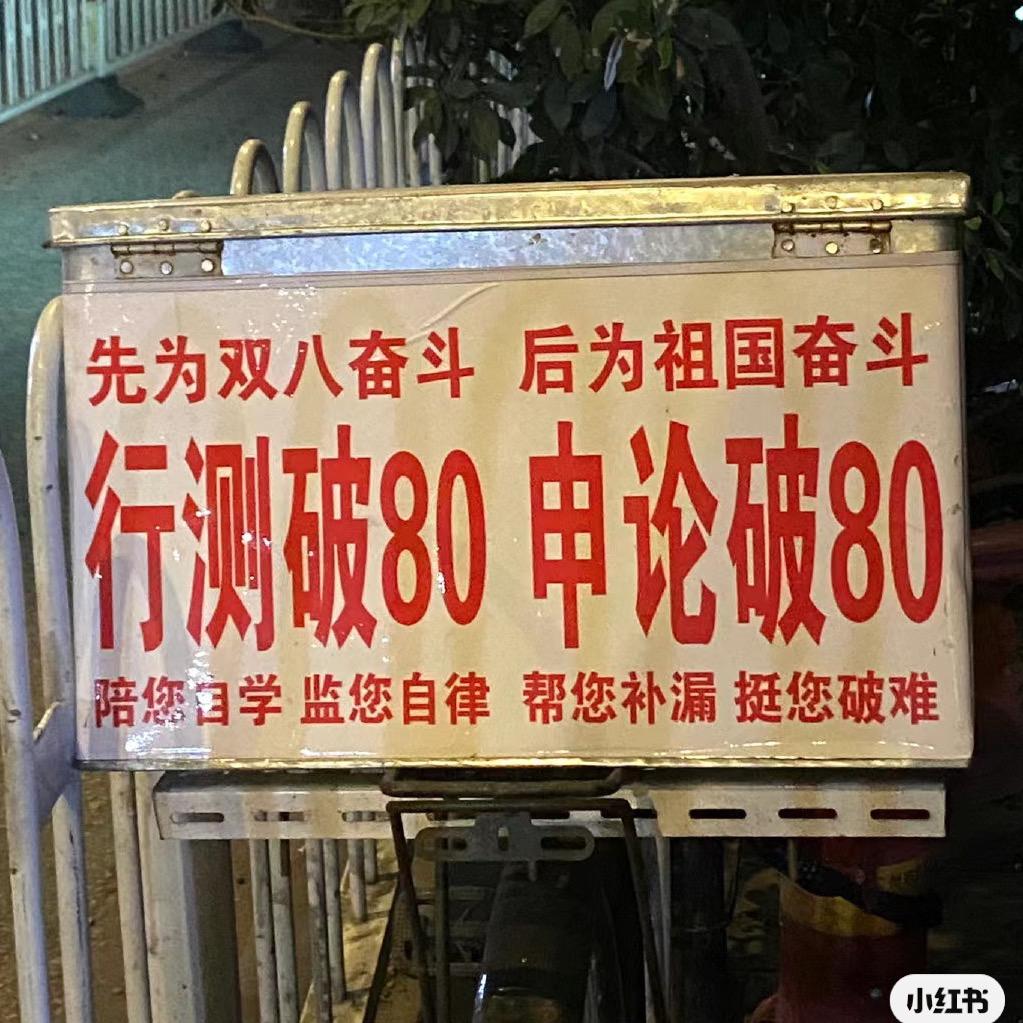 先为双八奋斗 后为祖国奋斗
行测破80 申论破80
陪您自学 监您自律 帮您补漏 挺您破难
小红书